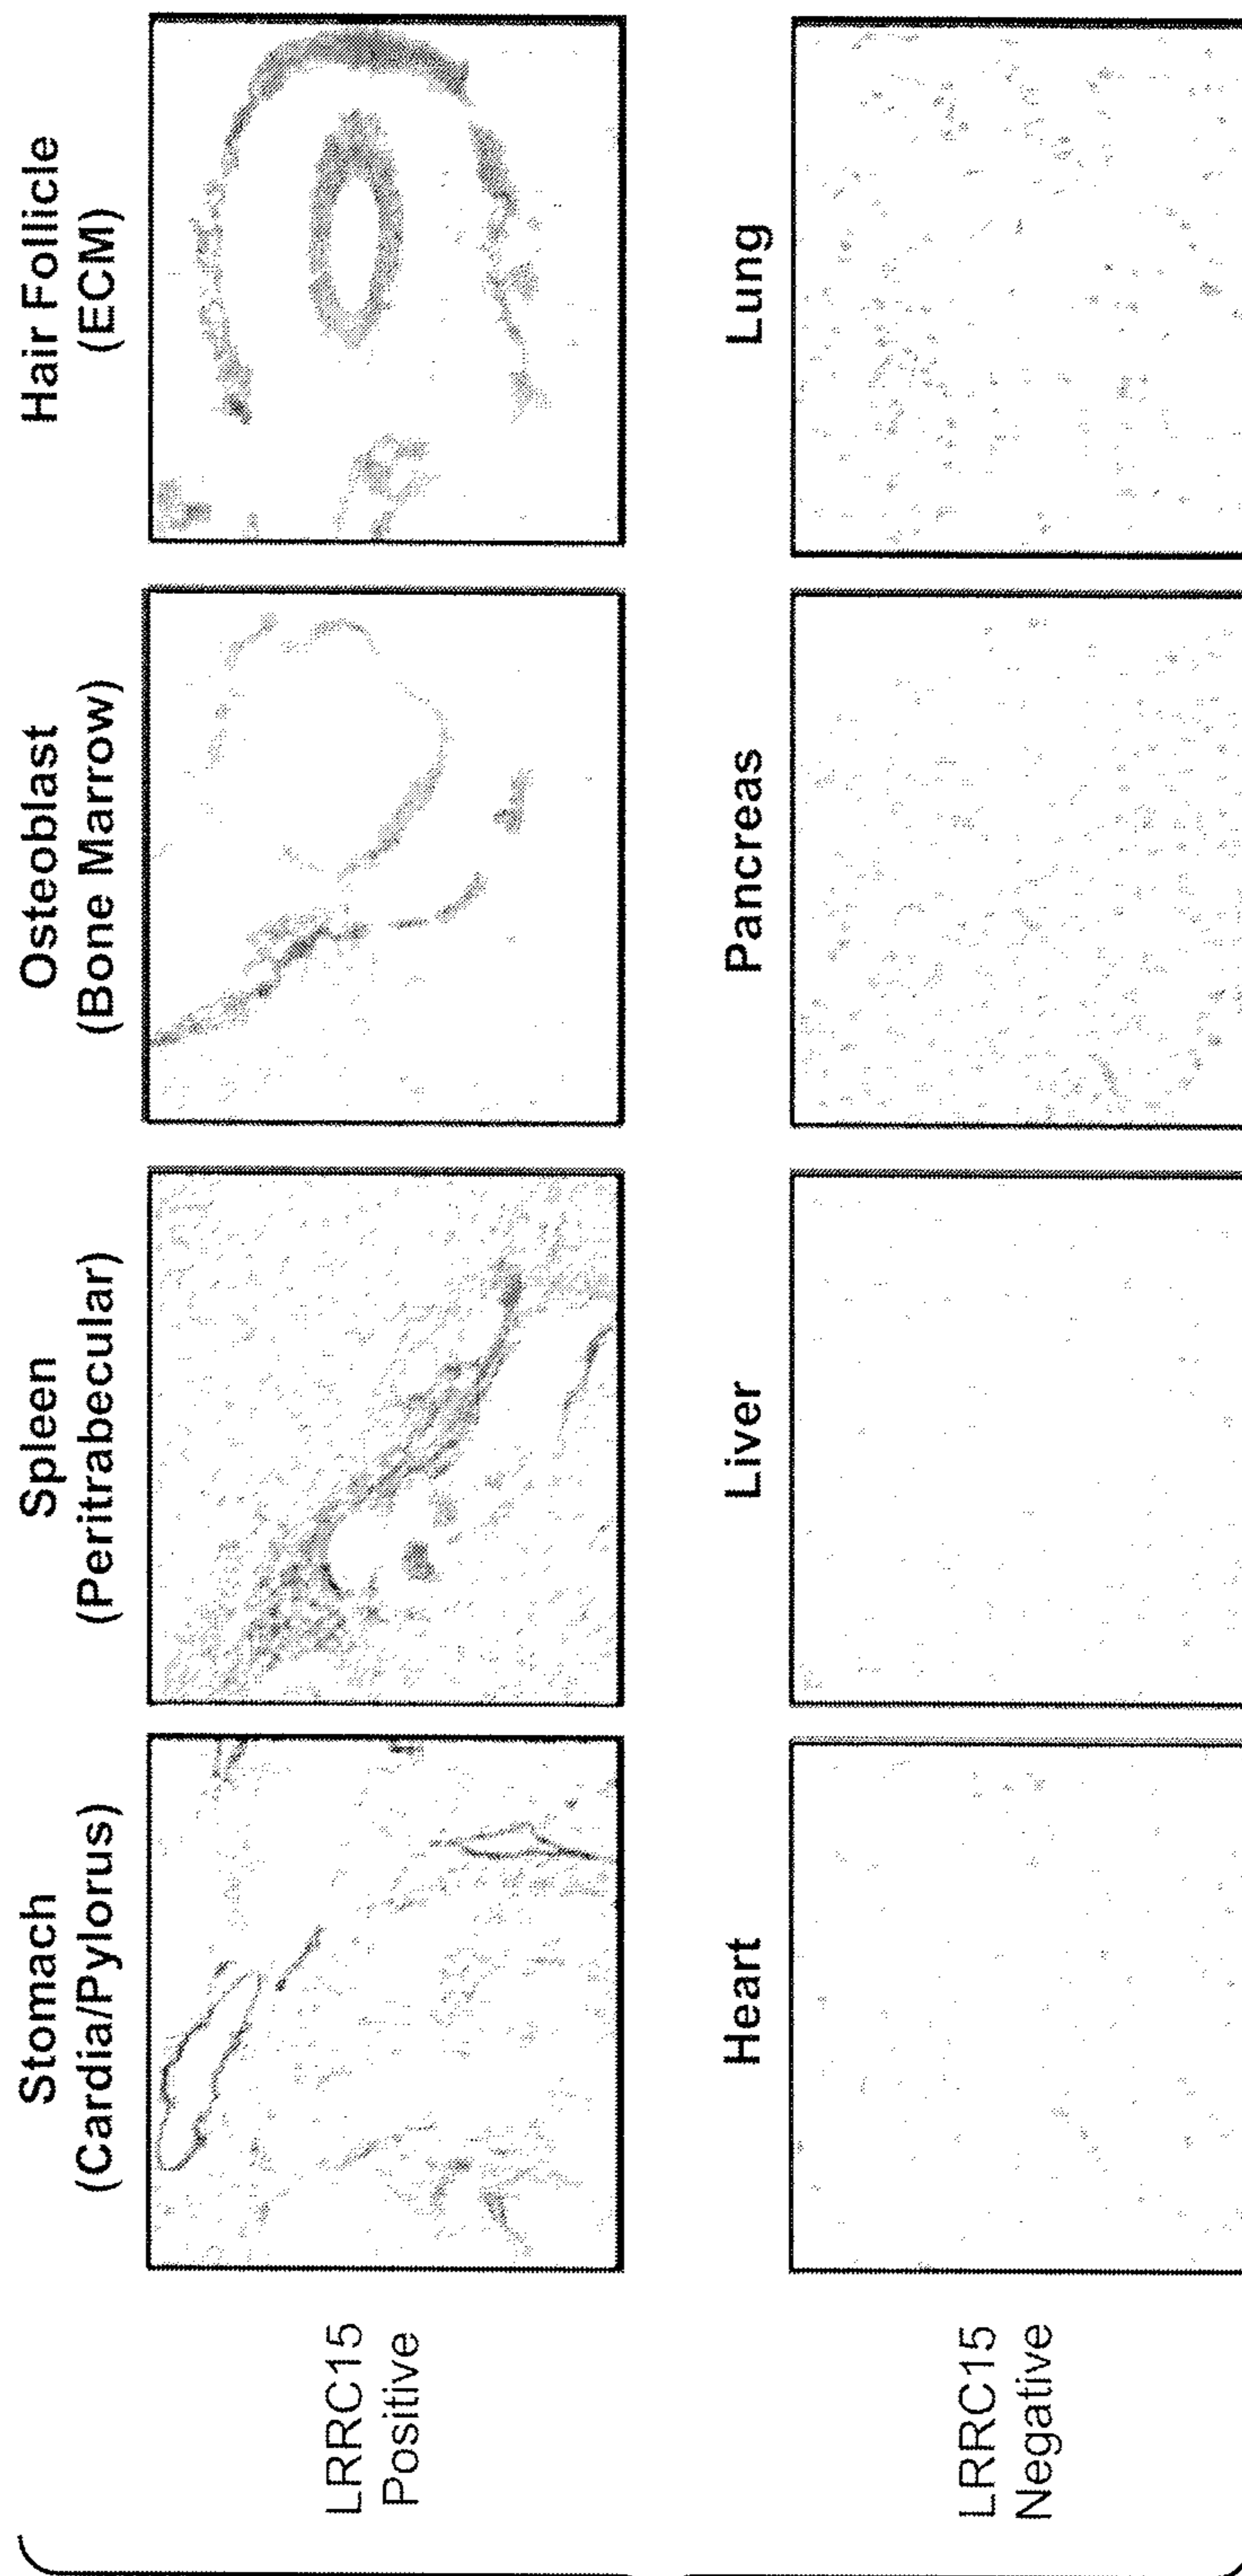 Stomach
(Cardia/Pylorus)
Spleen
(Peritrabecular)
Osteoblast
(Bone Marrow)
Hair Follicle
(ECM)
LRRC15
Positive
Heart
Liver
Pancreas
Lung
LRRC15
Negative